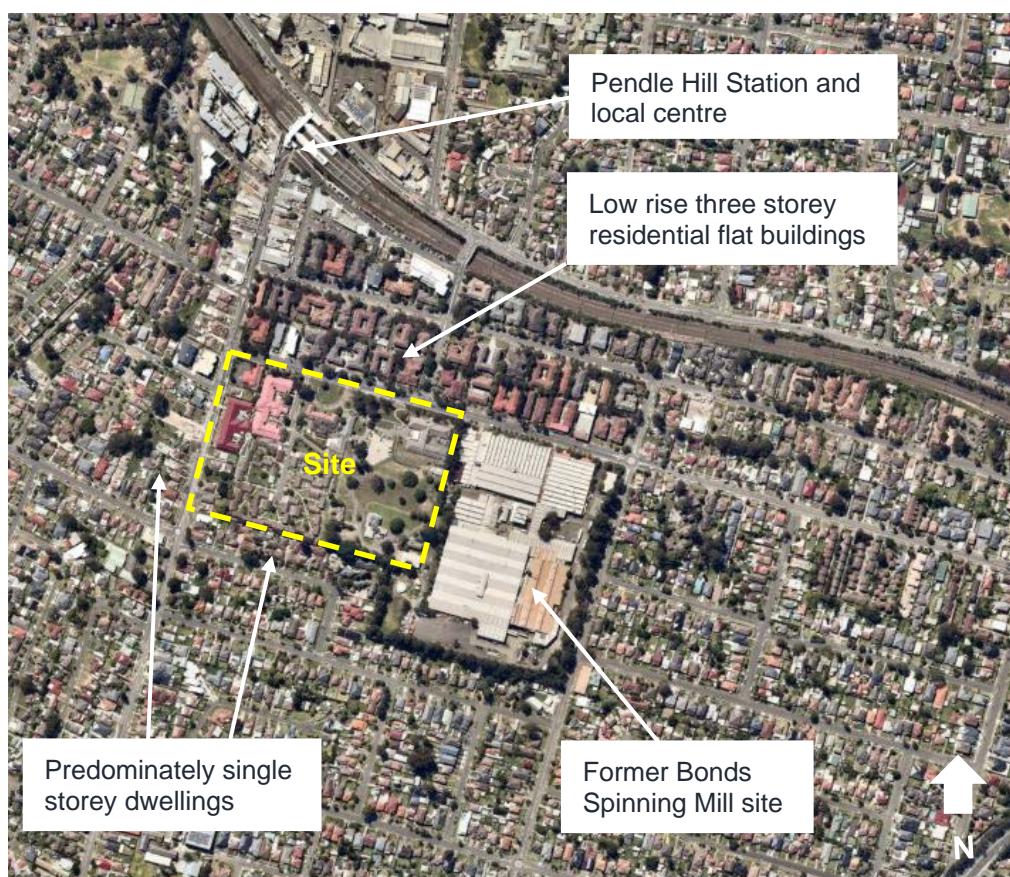 Pendle Hill Station and
local centre
Low rise three storey
residential flat buildings
Site
Predominately single
storey dwellings
Former Bonds
Spinning Mill site
N